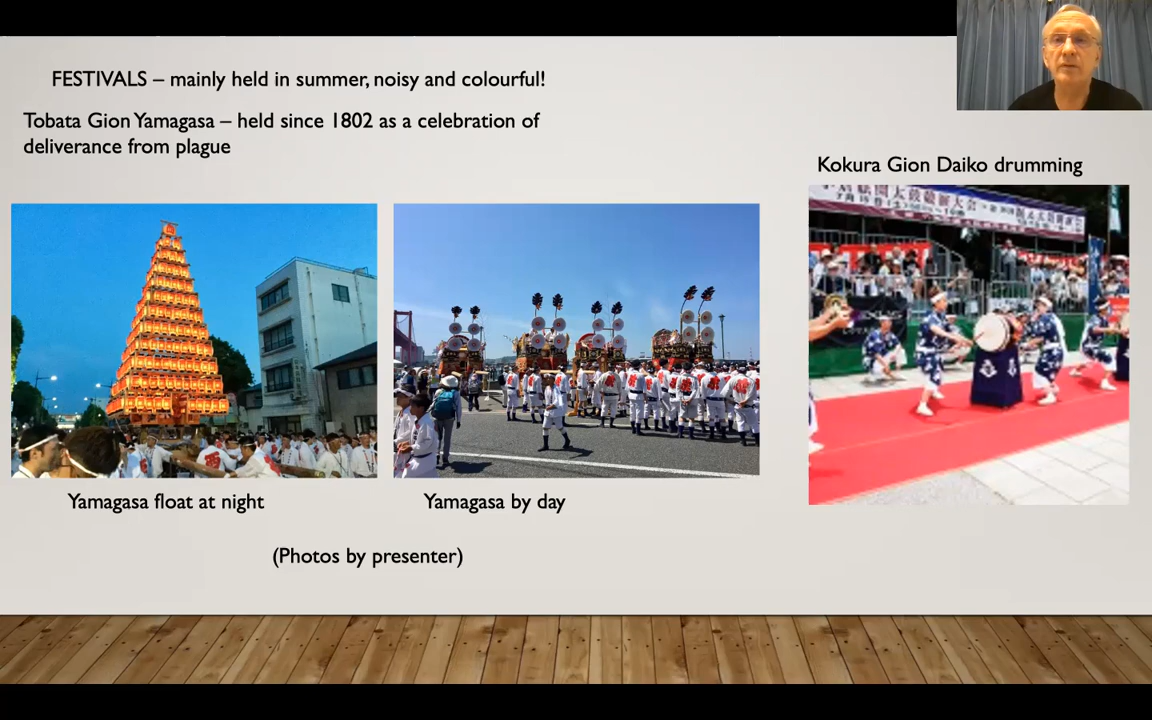 FESTIVALS – mainly held in summer, noisy and colourful!
Tobata Gion Yamagasa – held since 1802 as a celebration of
deliverance from plague
Kokura Gion Daiko drumming
Yamagasa float at night
Yamagasa by day
(Photos by presenter)